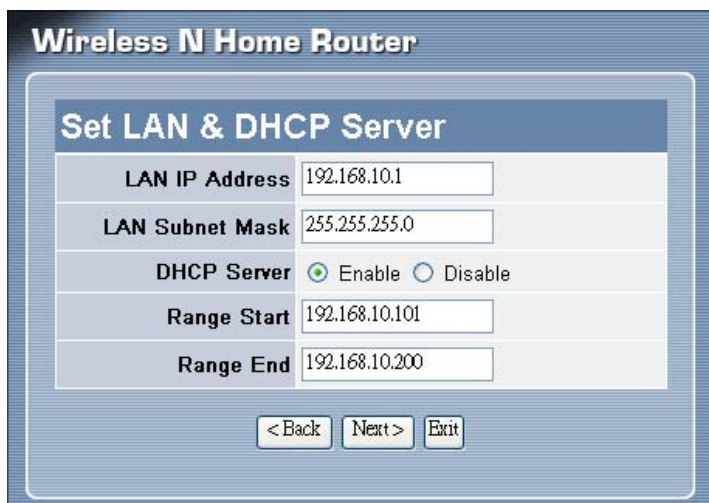 Wireless N Home Router
Set LAN & DHCP Server
LAN IP Address 192.168.10.1
LAN Subnet Mask 255.255.255.0
DHCP Server Enable Disable
Range Start 192.168.10.101
Range End 192.168.10.200
< Back Next > Exit